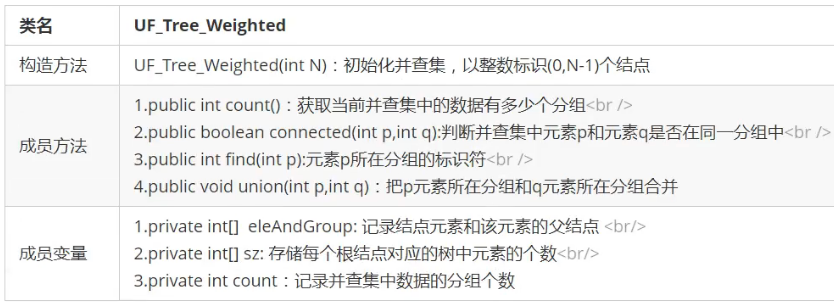 类名 UF_Tree_Weighted
构造方法 UF_Tree_Weighted(int N)：初始化并查集，以整数标识(0,N-1)个结点
1.public int count()：获取当前并查集中的数据有多少个分组<br />
2.public boolean connected(int p,int q):判断并查集中元素p和元素q是否在同一分组中<br />
成员方法
3.public int find(int p):元素p所在分组的标识符<br />
4.public void union(int p,int q)：把p元素所在分组和q元素所在分组合并
1.private int[] eleAndGroup: 记录结点元素和该元素的父结点 <br/>
成员变量 2.private int[] sz: 存储每个根结点对应的树中元素的个数<br/>
3.private int count：记录并查集中数据的分组个数